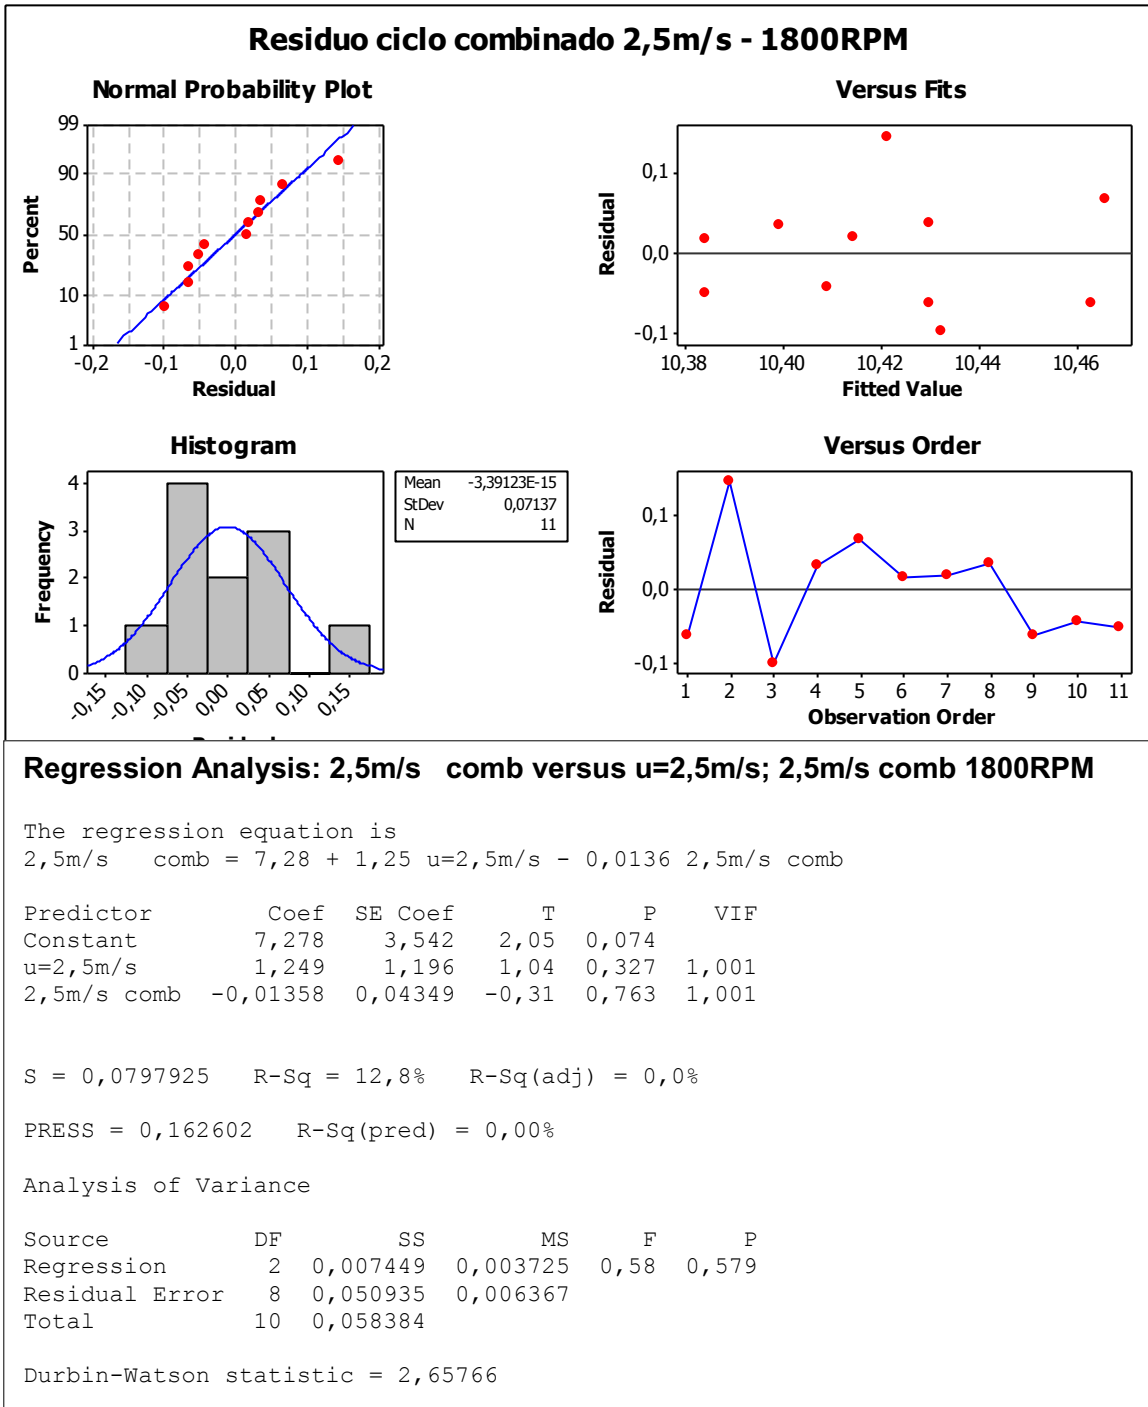 Residuo ciclo combinado 2,5m/s - 1800RPM
Normal Probability Plot
99
90
50
10
1
Percent
-0,2 -0,1 0,0 0,1 0,2
Residual
Versus Fits
0,1
0,0
-0,1
Residual
10,38 10,40 10,42 10,44 10,46
Fitted Value
Histogram
4
3
2
1
0
Frequency
-0,15 -0,10 -0,05 0,00 0,05 0,10 0,15
Mean -3,39123E-15
StDev 0,07137
N 11
Versus Order
0,1
0,0
-0,1
Residual
1 2 3 4 5 6 7 8 9 10 11
Observation Order
Regression Analysis: 2,5m/s comb versus u=2,5m/s; 2,5m/s comb 1800RPM
The regression equation is
2,5m/s comb = 7,28 + 1,25 u=2,5m/s - 0,0136 2,5m/s comb
Predictor Coef SE Coef T P VIF
Constant 7,278 3,542 2,05 0,074
u=2,5m/s 1,249 1,196 1,04 0,327 1,001
2,5m/s comb -0,01358 0,04349 -0,31 0,763 1,001
S = 0,0797925 R-Sq = 12,8% R-Sq(adj) = 0,0%
PRESS = 0,162602 R-Sq(pred) = 0,00%
Analysis of Variance
Source DF SS MS F P
Regression 2 0,007449 0,003725 0,58 0,579
Residual Error 8 0,050935 0,006367
Total 10 0,058384
Durbin-Watson statistic = 2,65766